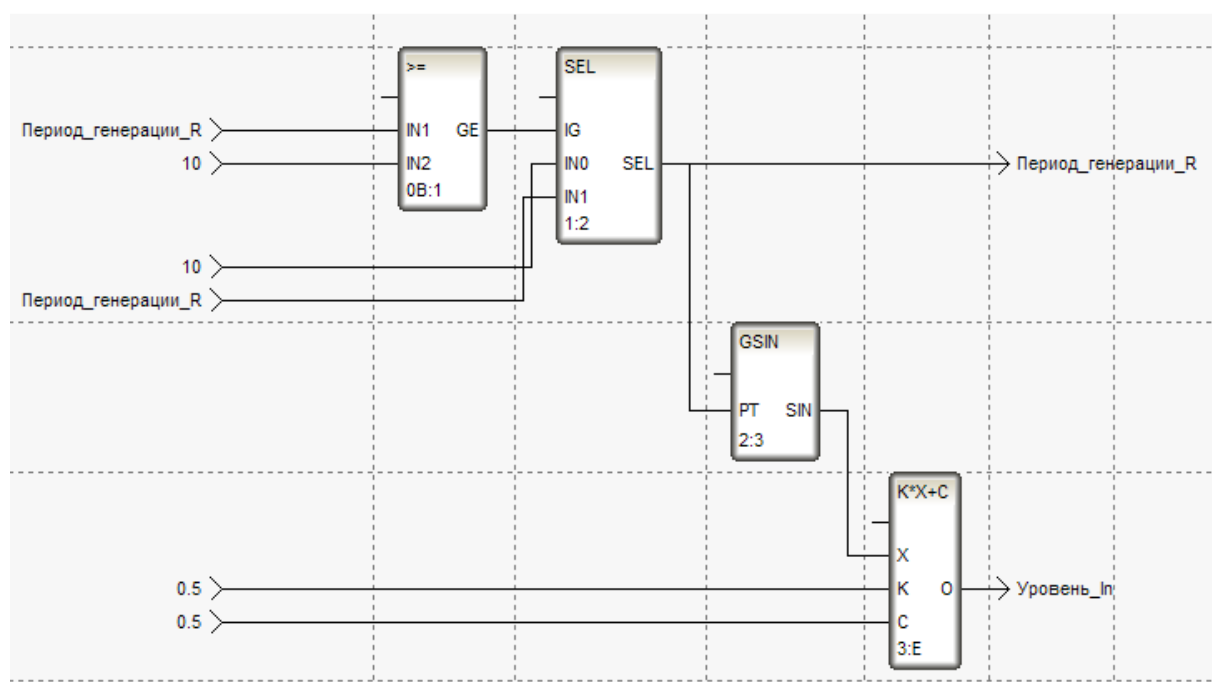 >=
SEL
Период_генерации_R
IN1 GE
IG
10
IN2
IN0 SEL
Период_генерации_R
0B:1
IN1
1:2
10
Период_генерации_R
GSIN
PT SIN
2:3
K*X+C
X
0.5
K O
Уровень_In
0.5
C
3:E